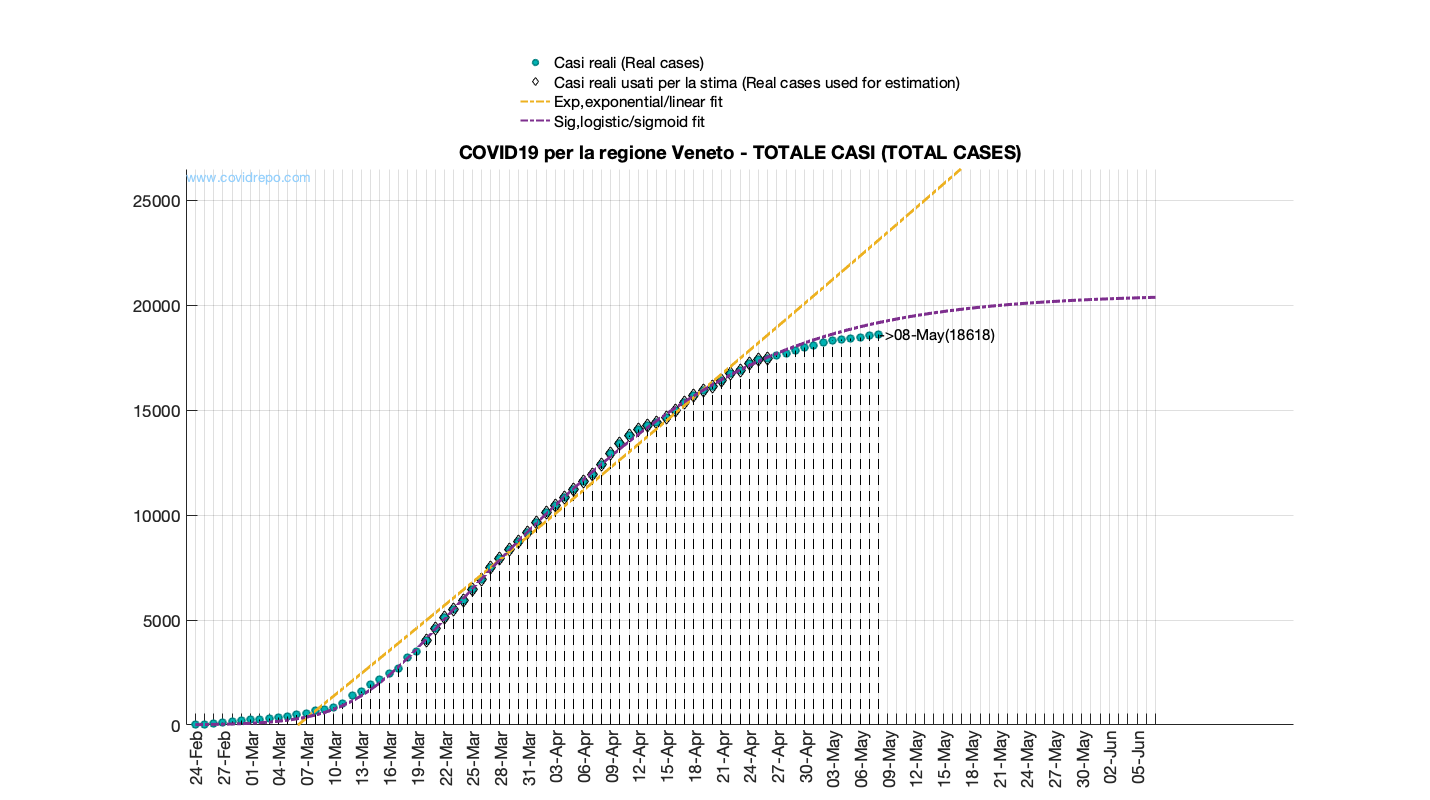 Casi reali (Real cases)
Casi reali usati per la stima (Real cases used for estimation)
Exp,exponential/linear fit
Sig,logistic/sigmoid fit
COVID19 per la regione Veneto - TOTALE CASI (TOTAL CASES)
www.covidrepo.com
25000
20000
15000
10000
5000
0
>08-May(18618)
24-Feb
27-Feb
01-Mar
04-Mar
07-Mar
10-Mar
13-Mar
16-Mar
19-Mar
22-Mar
25-Mar
28-Mar
31-Mar
03-Apr
06-Apr
09-Apr
12-Apr
15-Apr
18-Apr
21-Apr
24-Apr
27-Apr
30-Apr
03-May
06-May
09-May
12-May
15-May
18-May
21-May
24-May
27-May
30-May
02-Jun
05-Jun